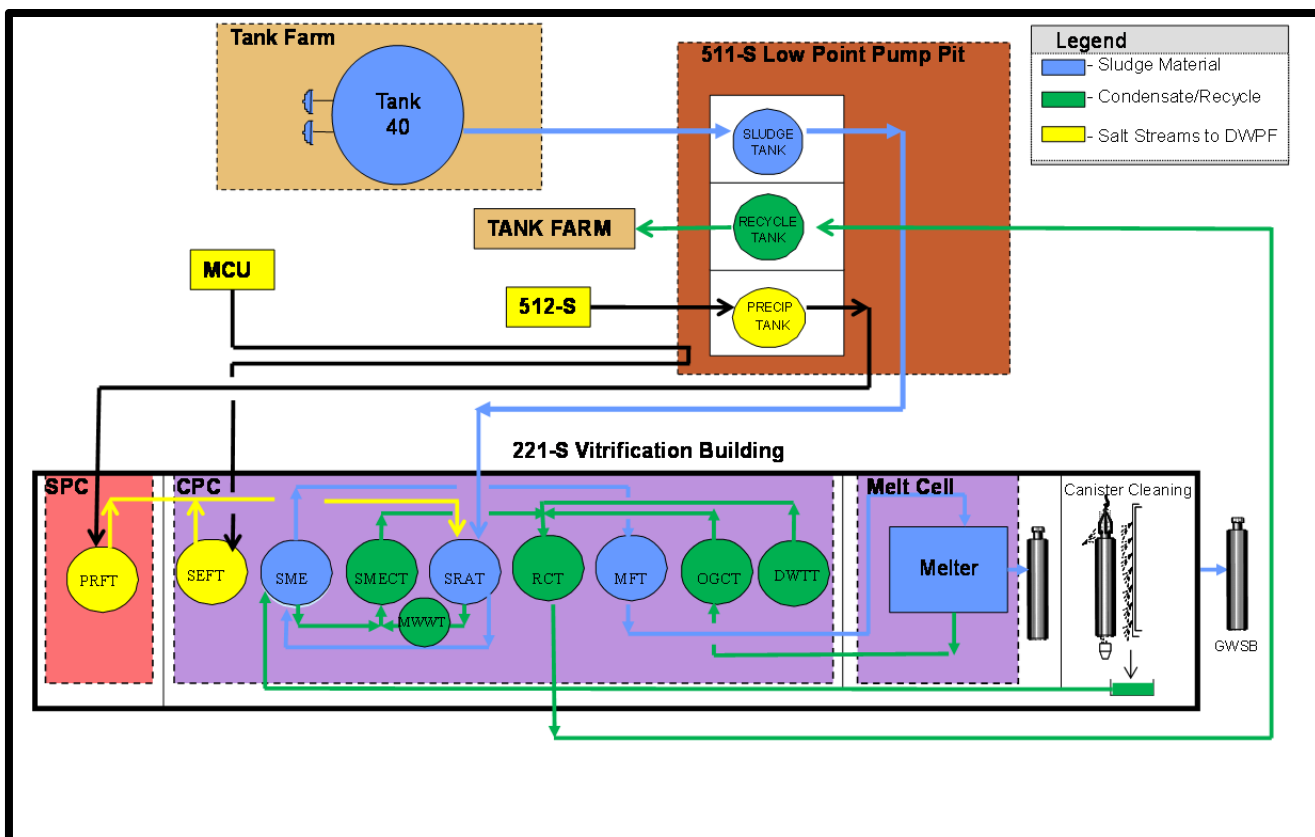 Tank Farm
Tank
40
511-S Low Point Pump Pit
SLUDGE
TANK
RECYCLE
TANK
PRECIP
TANK
Legend
- Sludge Material
- Condensate/Recycle
- Salt Streams to DWPF
TANK FARM
MCU
512-S
221-S Vitrification Building
SPC
CPC
Melt Cell
Canister Cleaning
PRFT
SEFT
SME
SMECT
SRAT
RCT
MFT
OGCT
DWTT
Melter
MWWT
GWSB